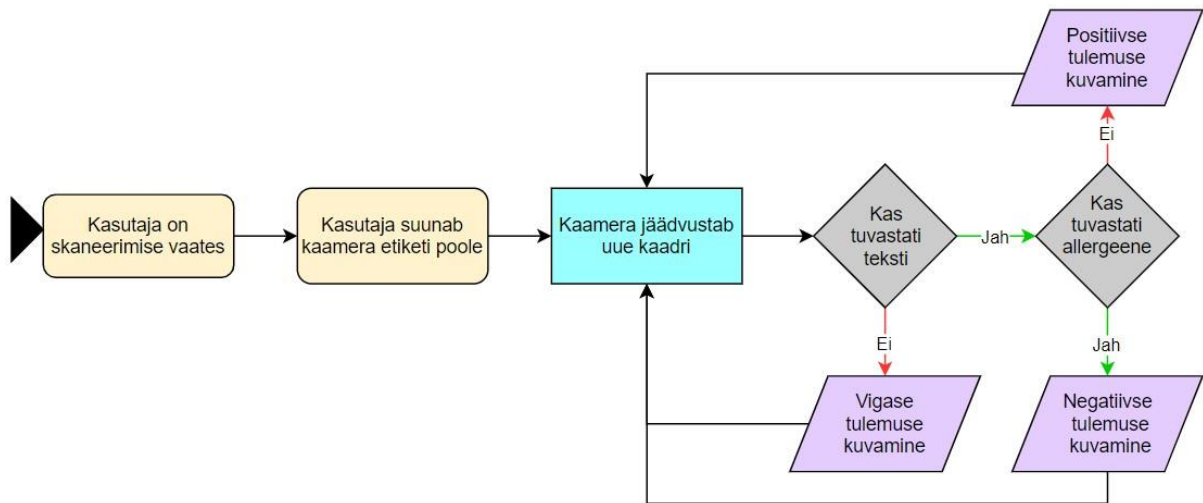 Positiivse
tulemuse
kuvamine
Ei
Kasutaja on
skaneerimise vaates
Kasutaja suunab
kaamera etiketi poole
Kaamera jäädvustab
uue kaadri
Kas
tuvastati
teksti
Jah
Kas
tuvastati
allergeene
Ei
Jah
Vigase
tulemuse
kuvamine
Negatiivse
tulemuse
kuvamine